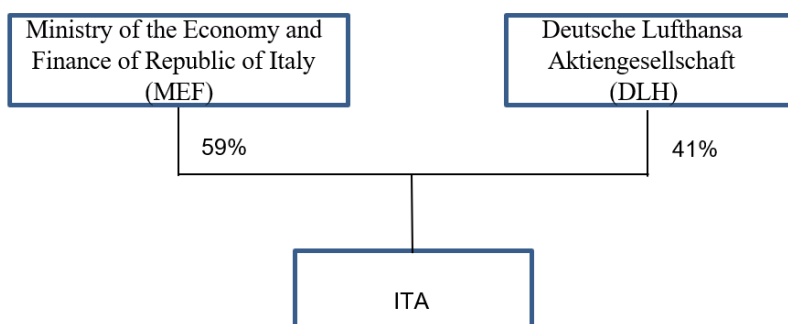 Ministry of the Economy and
Finance of Republic of Italy
(MEF)
Deutsche Lufthansa
Aktiengesellschaft
(DLH)
59%
41%
ITA